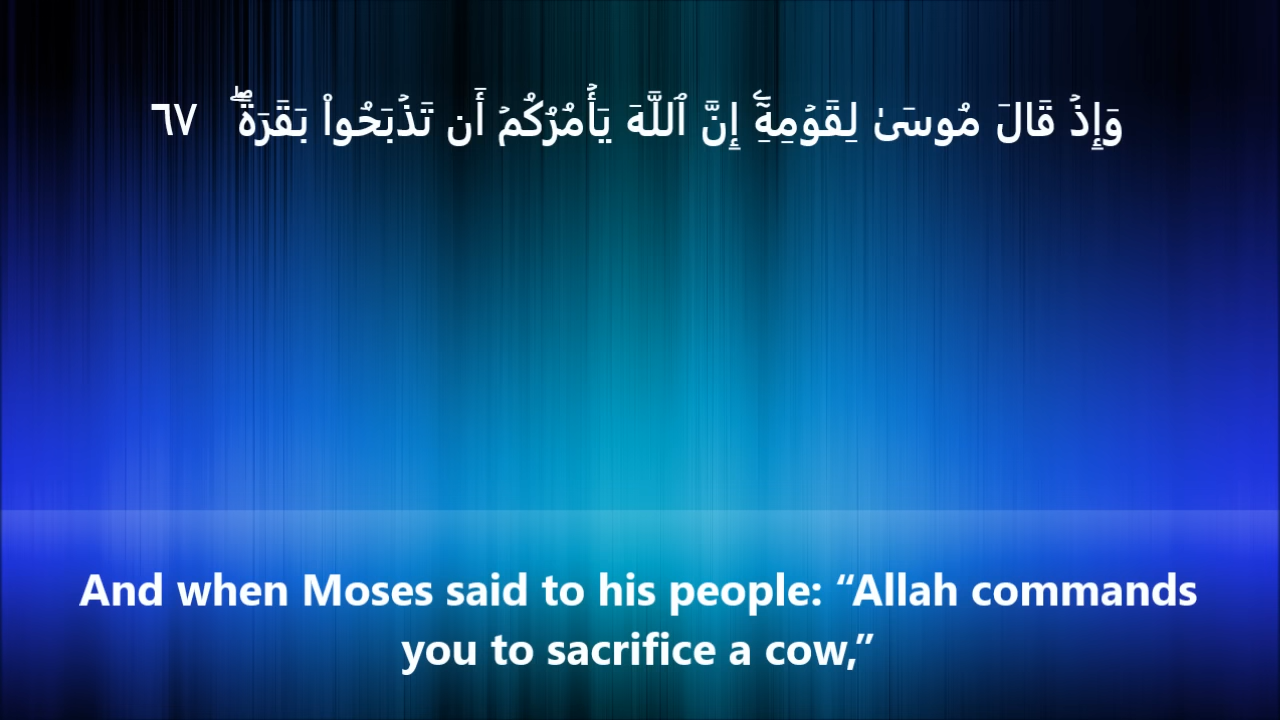 وَإِذۡ قَالَ مُوسَىٰ لِقَوۡمِهِۦٓ إِنَّ ٱللَّهَ يَأۡمُرُكُمۡ أَن تَذۡبَحُواْ بَقَرَةٗۖ ٦٧
And when Moses said to his people: “Allah commands
you to sacrifice a cow,”